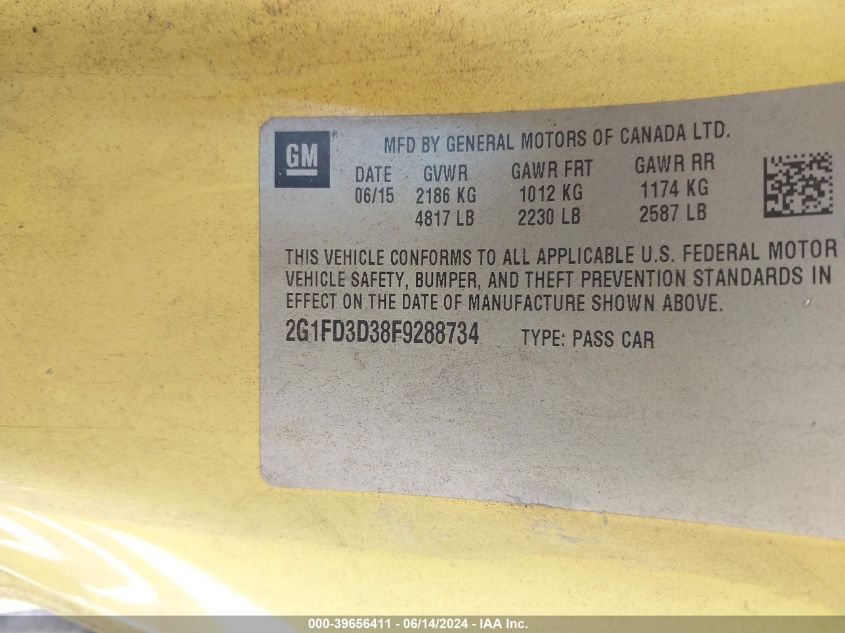 GM
MFD BY GENERAL MOTORS OF CANADA LTD.
DATE GVWR GAWR FRT GAWR RR
06/15 2186 KG 1012 KG 1174 KG
4817 LB 2230 LB 2587 LB
THIS VEHICLE CONFORMS TO ALL APPLICABLE U.S. FEDERAL MOTOR
VEHICLE SAFETY, BUMPER, AND THEFT PREVENTION STANDARDS IN
EFFECT ON THE DATE OF MANUFACTURE SHOWN ABOVE.
2G1FD3D38F9288734 TYPE: PASS CAR
000-39656411 - 06/14/2024 - IAA Inc.